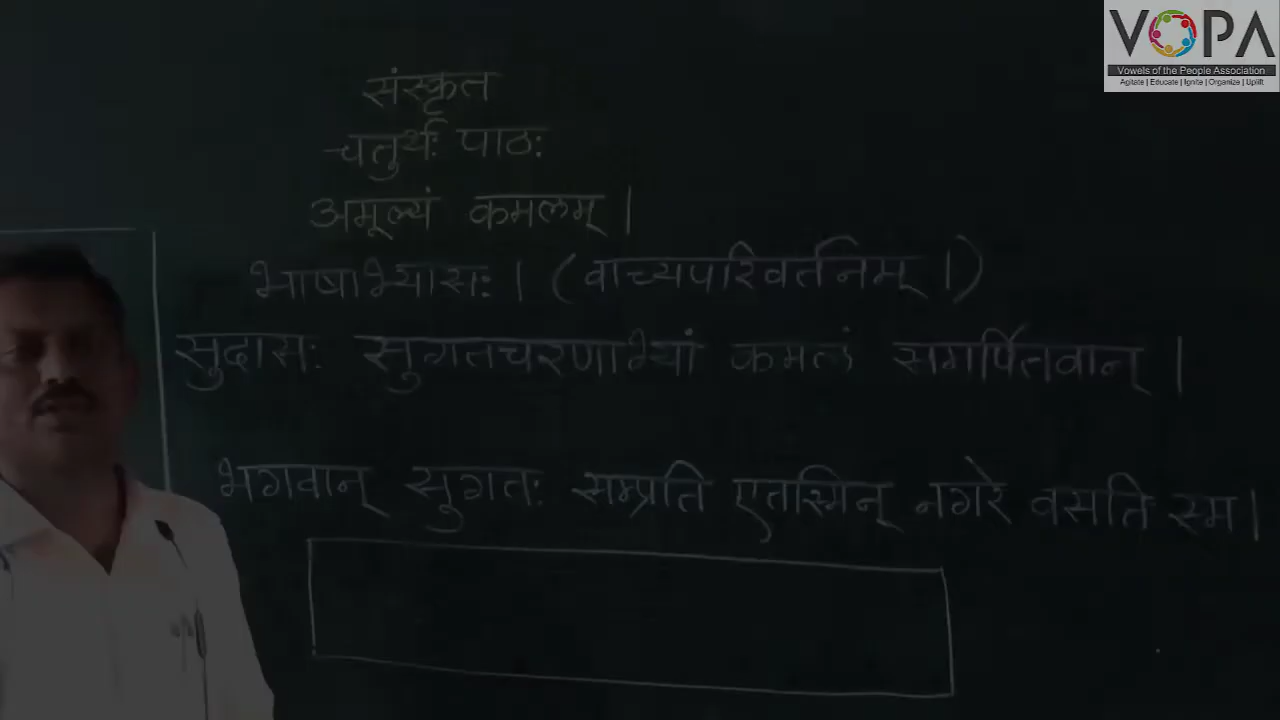 VOPA
Vowels of the People Association
Agitate | Educate | Ignite | Organize | Uplift
संस्कृत
चतुर्थः पाठः
अमूल्यं कमलम् |
भाषाभ्यासः | (वाच्यपरिवर्तनम् |)
सुदासः सुगतचरणाभ्यां कमलं समर्पितवान् |
भगवान् सुगतः सम्प्रति एतस्मिन् नगरे वसति स्म |